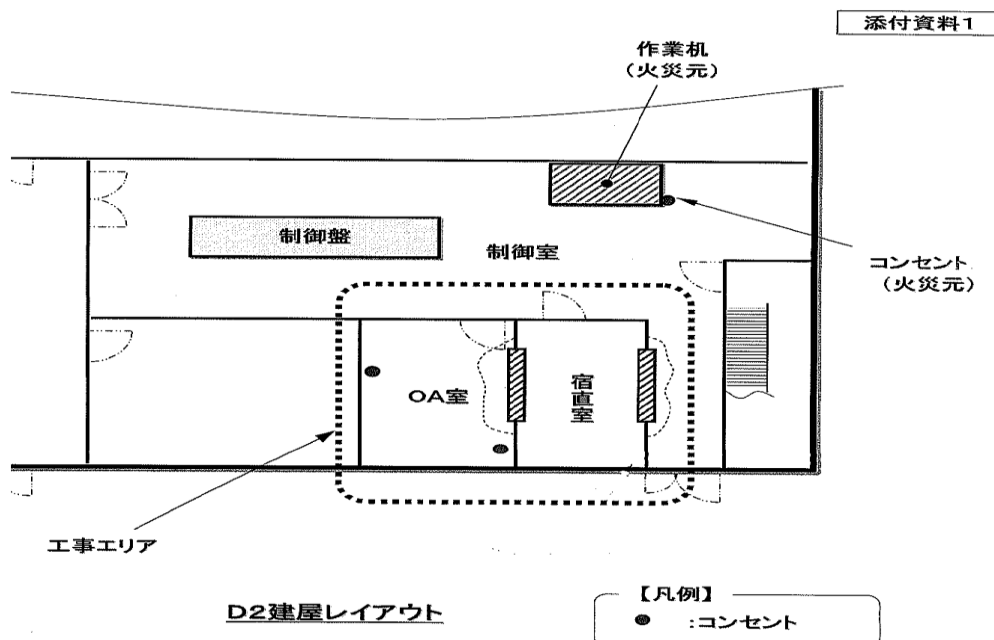 添付資料1
作業机
(火災元)
制御盤
制御室
コンセント
(火災元)
OA室
宿直室
工事エリア
D2建屋レイアウト
【凡例】
● :コンセント